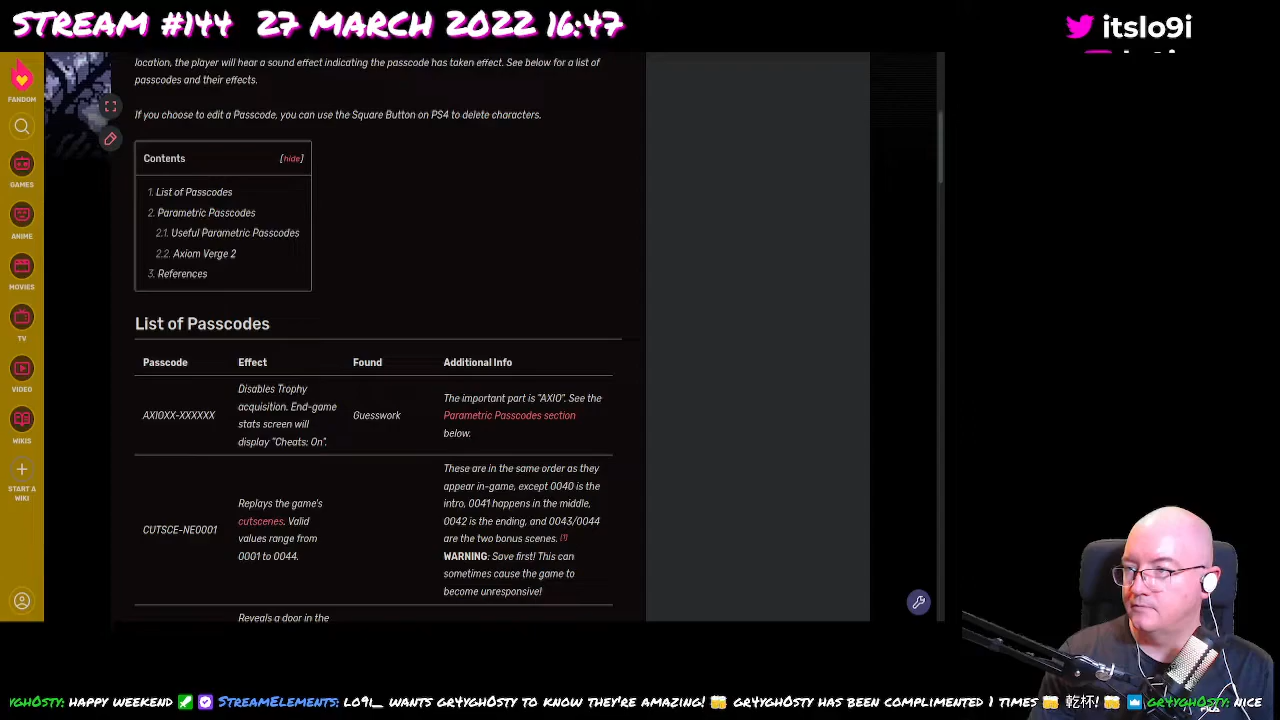 STREAM #144 27 MARCH 2022 16:47
itslo9i
location, the player will hear a sound effect indicating the passcode has taken effect. See below for a list of
passcodes and their effects.
If you choose to edit a Passcode, you can use the Square Button on PS4 to delete characters.
FANDOM
GAMES
ANIME
MOVIES
TV
VIDEO
WIKIS
START A
WIKI
Contents [hide]
1. List of Passcodes
2. Parametric Passcodes
2.1. Useful Parametric Passcodes
2.2. Axiom Verge 2
3. References
List of Passcodes
Passcode Effect Found Additional Info
AXIOXX-XXXXXX
Disables Trophy
acquisition. End-game
stats screen will
display "Cheats: On".
Guesswork
The important part is "AXIO". See the
Parametric Passcodes section
below.
CUTSCE-NE0001
Replays the game's
cutscenes. Valid
values range from
0001 to 0044.
These are in the same order as they
appear in-game, except 0040 is the
intro, 0041 happens in the middle,
0042 is the ending, and 0043/0044
are the two bonus scenes. [1]
WARNING: Save first! This can
sometimes cause the game to
become unresponsive!
Reveals a door in the
ygh0sty: HAPPY WEEKEND StreamElements: Lo9i_ wants Gr4ygh0sty to know they're amazing! Gr4ygh0sty has been complimented 1 times 乾杯! Gr4ygh0sty: NICE